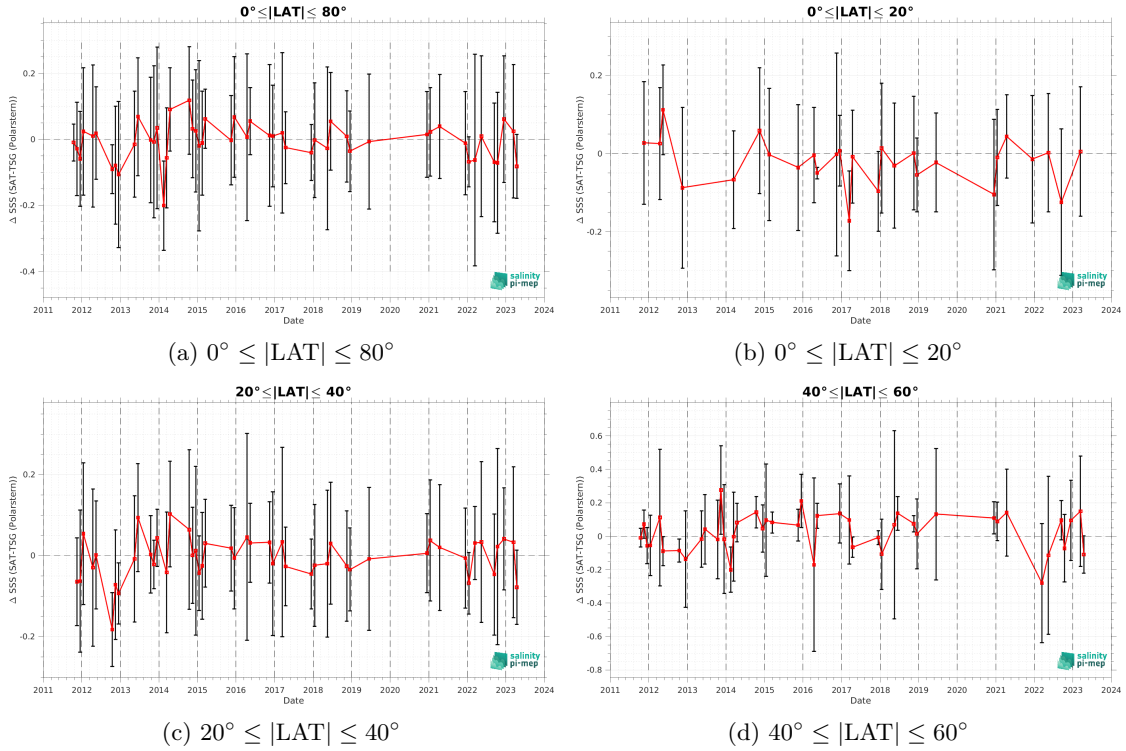 0°≤|LAT|≤ 80°
Δ SSS (SAT-TSG (Polarstern))
0.2
0
-0.2
-0.4
2011 2012 2013 2014 2015 2016 2017 2018 2019 2020 2021 2022 2023 2024
Date
salinity
pi-mep
(a) 0° ≤ |LAT| ≤ 80°
0°≤|LAT|≤ 20°
Δ SSS (SAT-TSG (Polarstern))
0.2
0
-0.2
2011 2012 2013 2014 2015 2016 2017 2018 2019 2020 2021 2022 2023 2024
Date
salinity
pi-mep
(b) 0° ≤ |LAT| ≤ 20°
20°≤|LAT|≤ 40°
Δ SSS (SAT-TSG (Polarstern))
0.2
0
-0.2
2011 2012 2013 2014 2015 2016 2017 2018 2019 2020 2021 2022 2023 2024
Date
salinity
pi-mep
(c) 20° ≤ |LAT| ≤ 40°
40°≤|LAT|≤ 60°
Δ SSS (SAT-TSG (Polarstern))
0.6
0.4
0.2
0
-0.2
-0.4
-0.6
-0.8
2011 2012 2013 2014 2015 2016 2017 2018 2019 2020 2021 2022 2023 2024
Date
salinity
pi-mep
(d) 40° ≤ |LAT| ≤ 60°